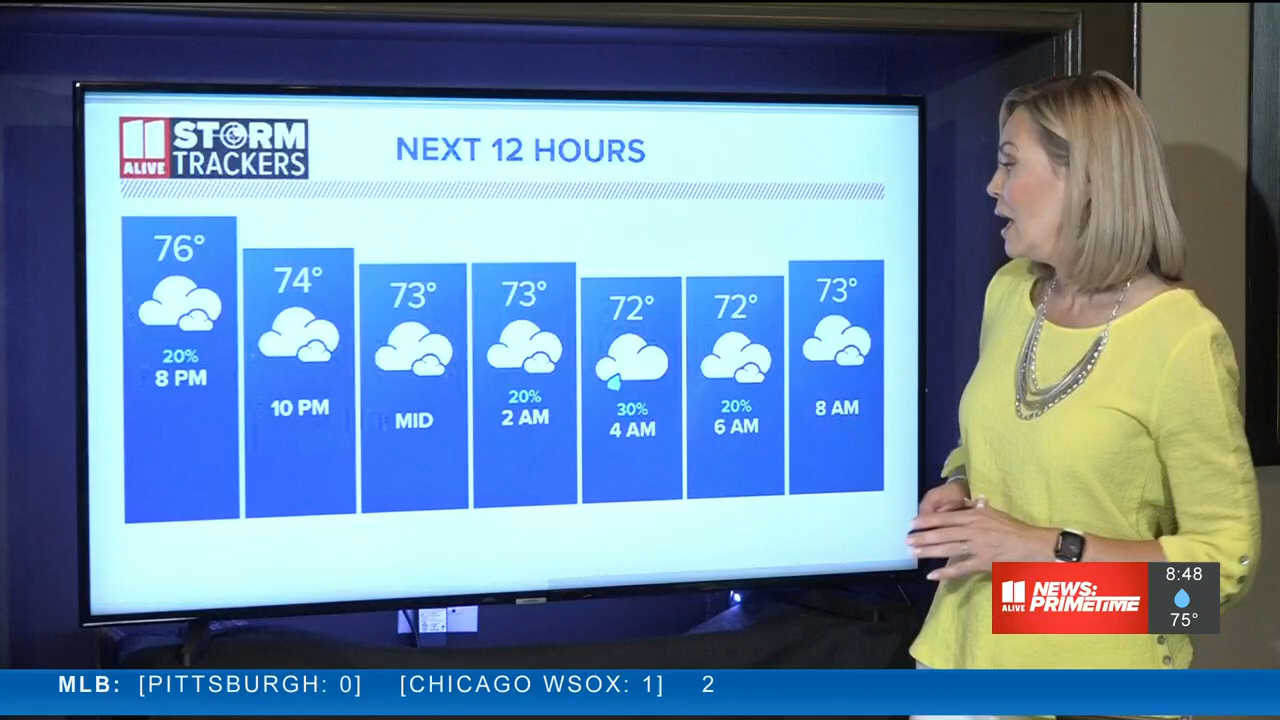 11 ALIVE STORM TRACKERS
NEXT 12 HOURS
76°
20%
8 PM
74°
10 PM
73°
MID
73°
20%
2 AM
72°
30%
4 AM
72°
20%
6 AM
73°
8 AM
11 ALIVE NEWS: PRIMETIME
8:48
75°
MLB: [PITTSBURGH: 0] [CHICAGO WSOX: 1] 2